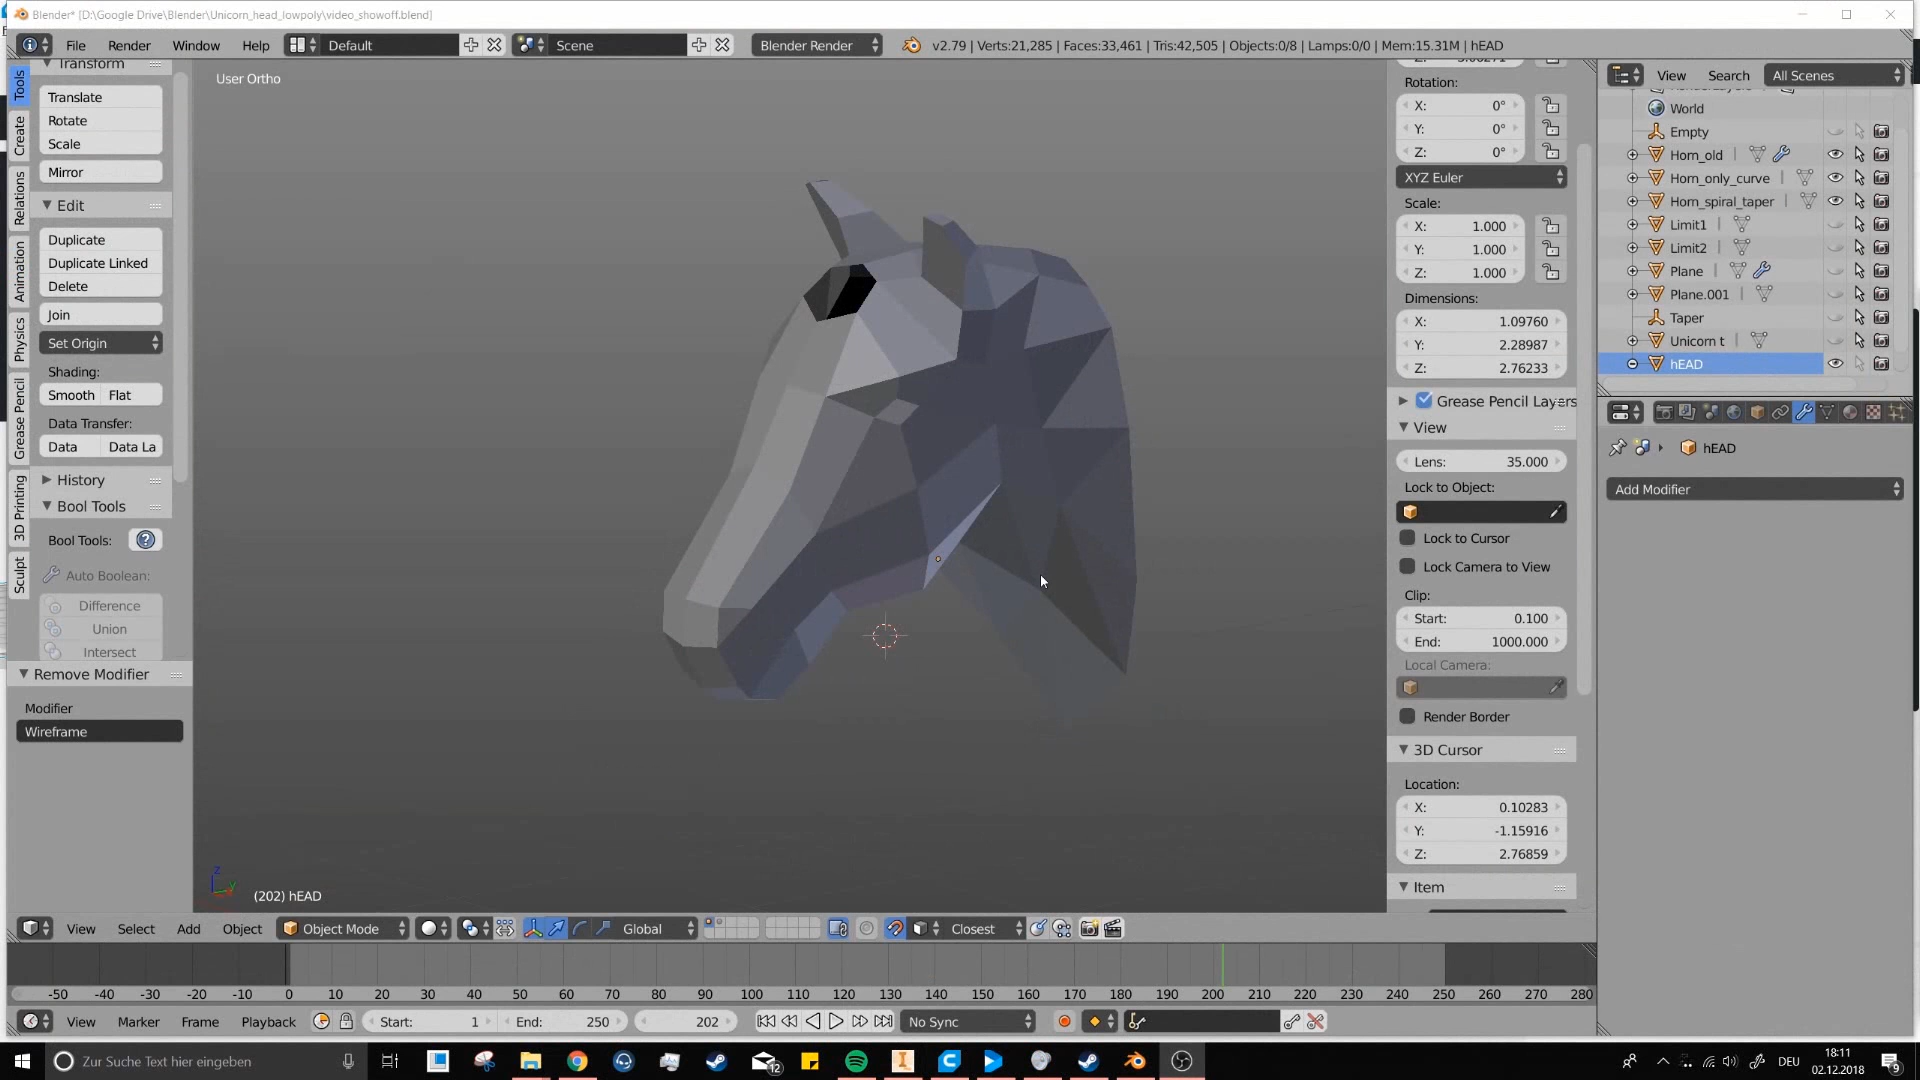 Blender* [D:\Google Drive\Blender\Unicorn_head_lowpoly\video_showoff.blend]
File Render Window Help Default Scene Blender Render v2.79 | Verts:21,285 | Faces:33,461 | Tris:42,505 | Objects:0/8 | Lamps:0/0 | Mem:15.31M | hEAD
Tools
Create
Relations
Animation
Physics
Grease Pencil
3D Printing
Sculpt
Transform
Translate
Rotate
Scale
Mirror
Edit
Duplicate
Duplicate Linked
Delete
Join
Set Origin
Shading:
Smooth Flat
Data Transfer:
Data Data La
History
Bool Tools
Bool Tools:
Auto Boolean:
Difference
Union
Intersect
Remove Modifier
Modifier
Wireframe
User Ortho
(202) hEAD
Rotation:
X: 0°
Y: 0°
Z: 0°
XYZ Euler
Scale:
X: 1.000
Y: 1.000
Z: 1.000
Dimensions:
X: 1.09760
Y: 2.28987
Z: 2.76233
Grease Pencil Layers
View
Lens: 35.000
Lock to Object:
Lock to Cursor
Lock Camera to View
Clip:
Start: 0.100
End: 1000.000
Local Camera:
Render Border
3D Cursor
Location:
X: 0.10283
Y: -1.15916
Z: 2.76859
Item
View Search All Scenes
World
Empty
Horn_old
Horn_only_curve
Horn_spiral_taper
Limit1
Limit2
Plane
Plane.001
Taper
Unicorn t
hEAD
hEAD
Add Modifier
View Select Add Object Object Mode Global Closest
-50 -40 -30 -20 -10 0 10 20 30 40 50 60 70 80 90 100 110 120 130 140 150 160 170 180 190 200 210 220 230 240 250 260 270 280
View Marker Frame Playback Start: 1 End: 250 202 No Sync
Zur Suche Text hier eingeben
12
DEU
18:11
02.12.2018
9